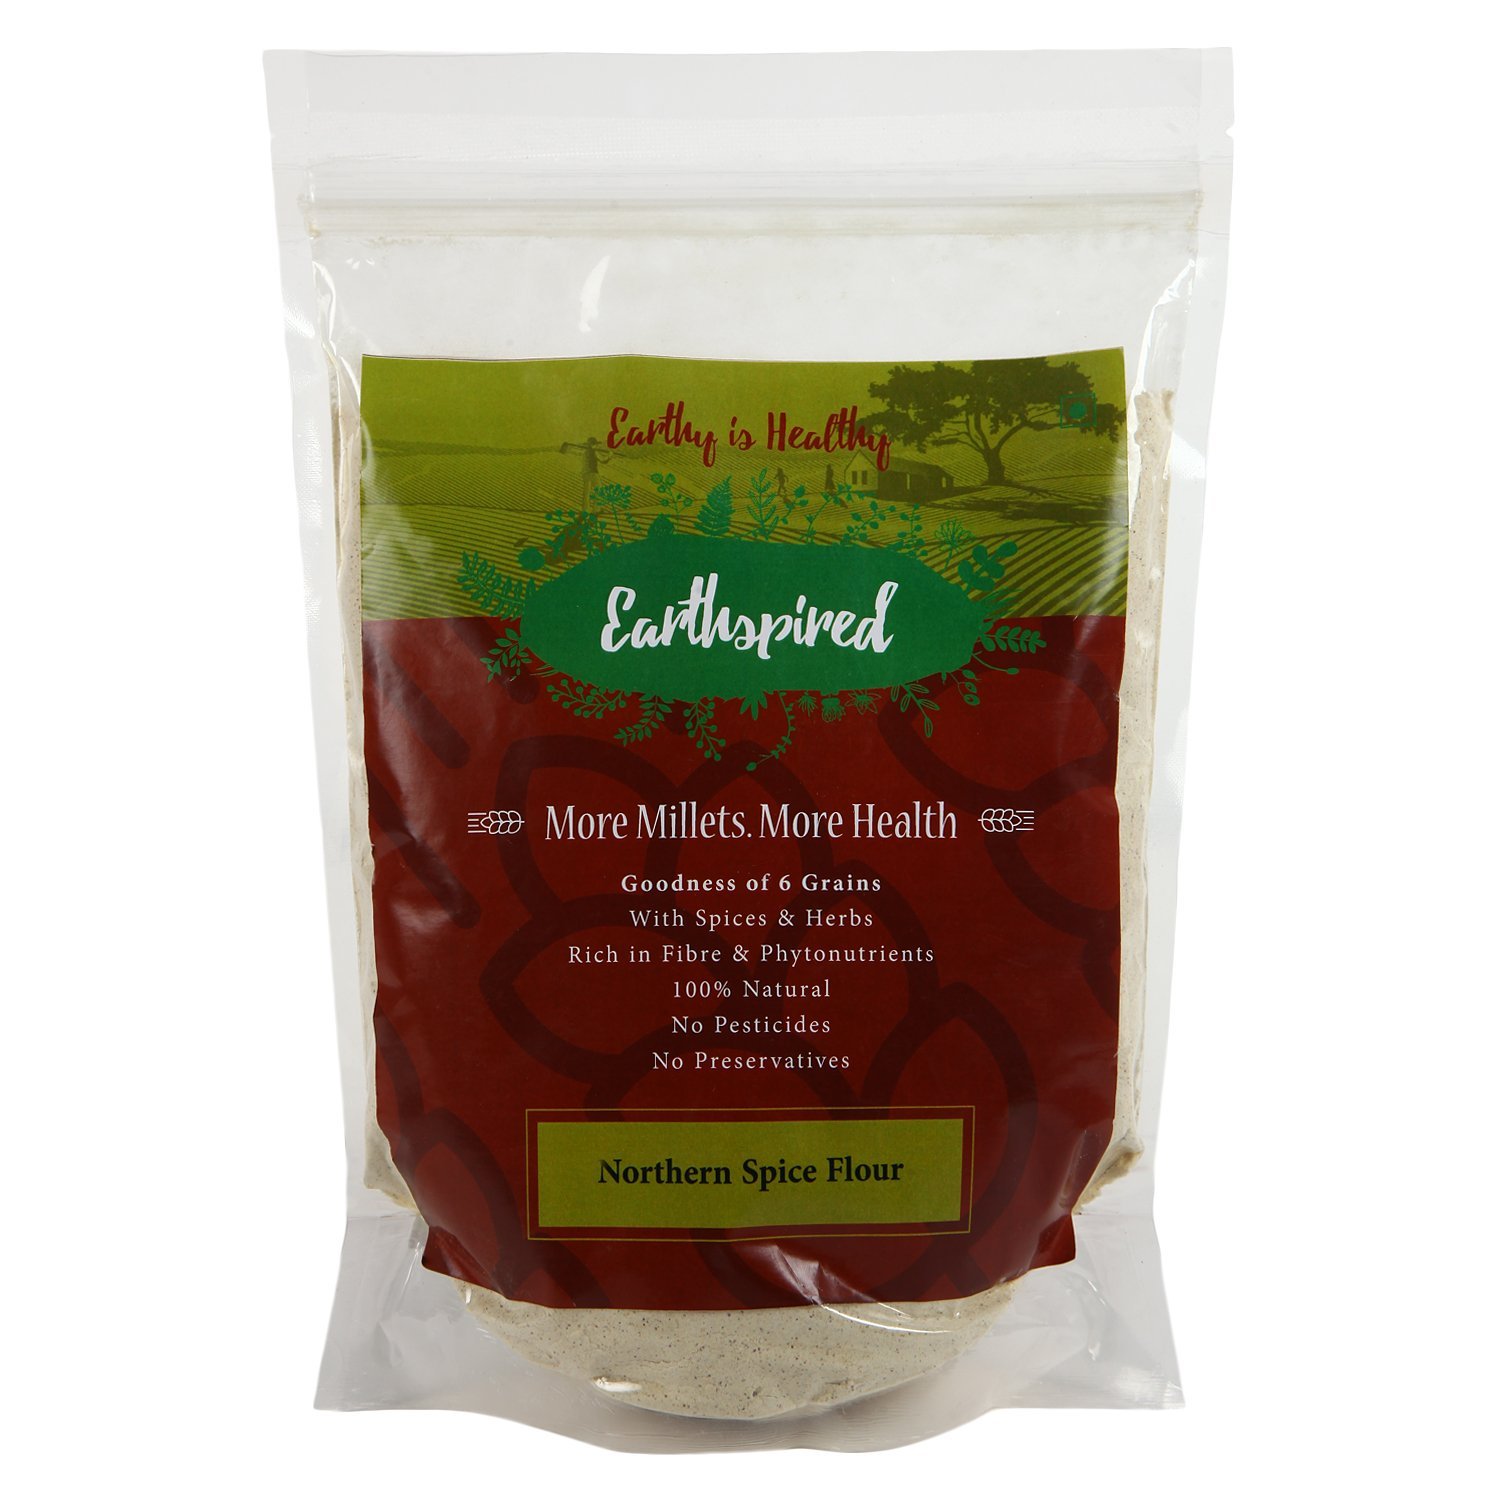 Earthy is Healthy
Earthspired
More Millets. More Health
Goodness of 6 Grains
With Spices & Herbs
Rich in Fibre & Phytonutrients
100% Natural
No Pesticides
No Preservatives
Northern Spice Flour